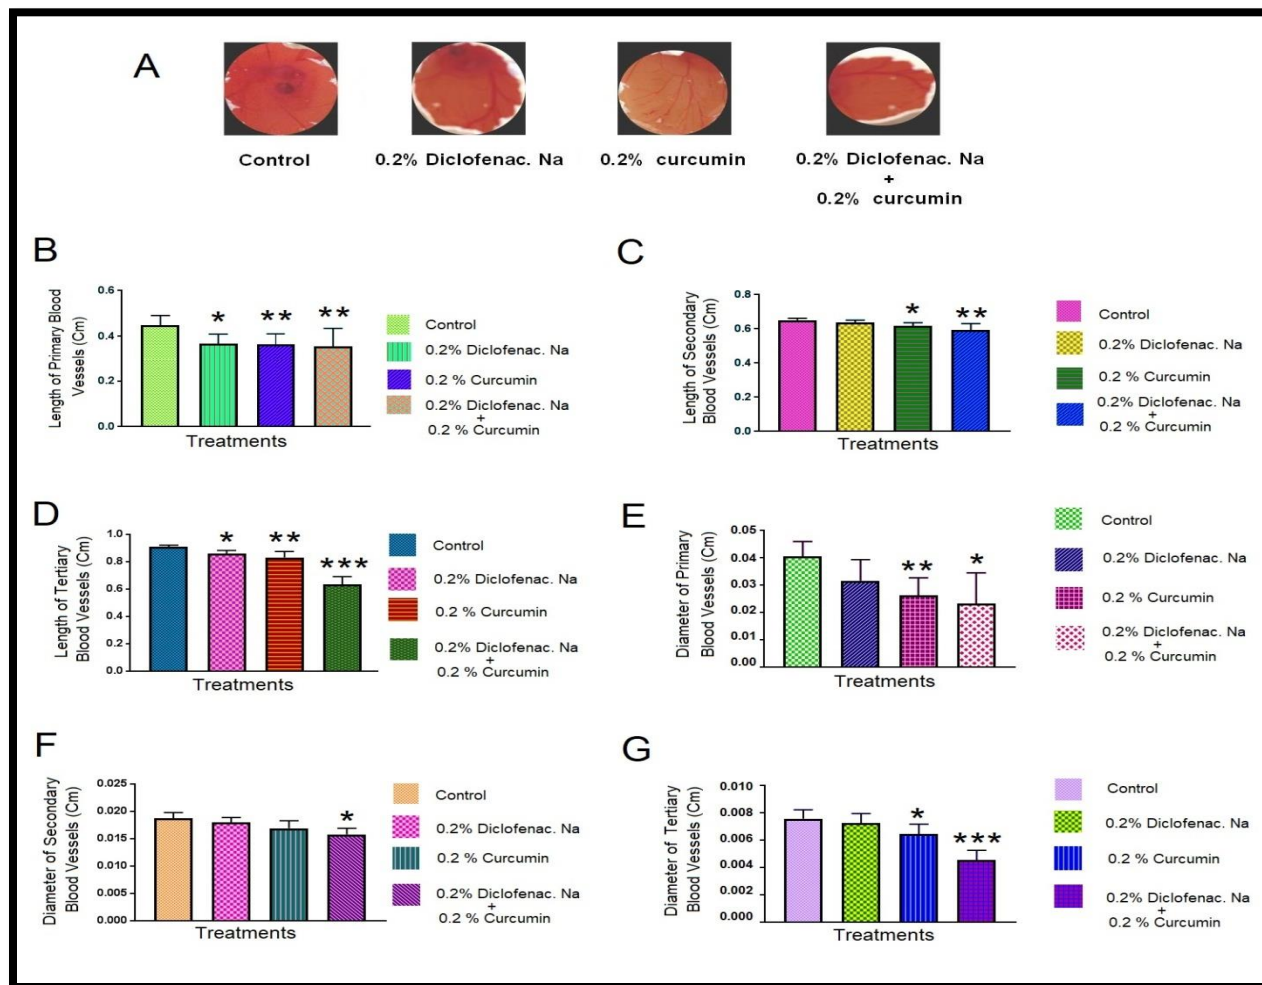 A
Control
0.2% Diclofenac. Na
0.2% curcumin
0.2% Diclofenac. Na
+
0.2% curcumin
B
Length of Primary Blood
Vessels (Cm)
0.6
0.4
0.2
0.0
*
**
**
Treatments
Control
0.2% Diclofenac. Na
0.2 % Curcumin
0.2% Diclofenac. Na
+
0.2 % Curcumin
C
Length of Secondary
Blood Vessels (Cm)
0.8
0.6
0.4
0.2
0.0
*
**
Treatments
Control
0.2% Diclofenac. Na
0.2 % Curcumin
0.2% Diclofenac. Na
+
0.2 % Curcumin
D
Length of Tertiary
Blood Vessels (Cm)
1.0
0.8
0.6
0.4
0.2
0.0
*
**
***
Treatments
Control
0.2% Diclofenac. Na
0.2 % Curcumin
0.2% Diclofenac. Na
+
0.2 % Curcumin
E
Diameter of Primary
Blood Vessels (Cm)
0.05
0.04
0.03
0.02
0.01
0.00
**
*
Treatments
Control
0.2% Diclofenac. Na
0.2 % Curcumin
0.2% Diclofenac. Na
+
0.2 % Curcumin
F
Diameter of Secondary
Blood Vessels (Cm)
0.025
0.020
0.015
0.010
0.005
0.000
*
Treatments
Control
0.2% Diclofenac. Na
0.2 % Curcumin
0.2% Diclofenac. Na
+
0.2 % Curcumin
G
Diameter of Tertiary
Blood Vessels (Cm)
0.010
0.008
0.006
0.004
0.002
0.000
*
***
Treatments
Control
0.2% Diclofenac. Na
0.2 % Curcumin
0.2% Diclofenac. Na
+
0.2 % Curcumin